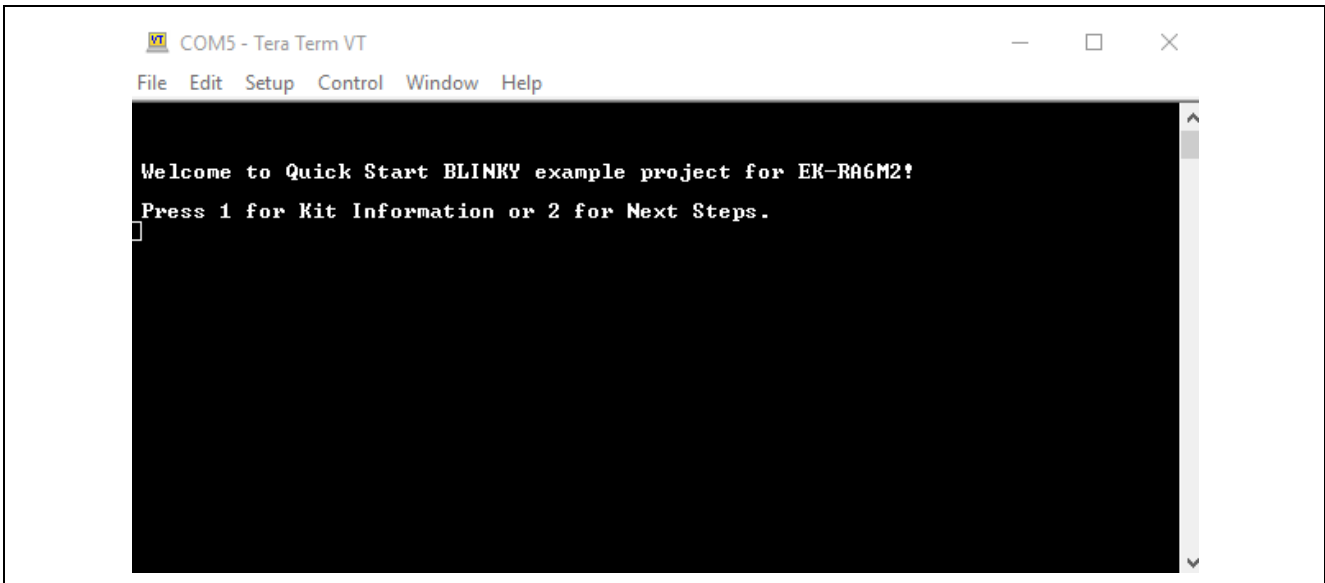 VT COM5 - Tera Term VT
File Edit Setup Control Window Help
Welcome to Quick Start BLINKY example project for EK-RA6M2!
Press 1 for Kit Information or 2 for Next Steps.